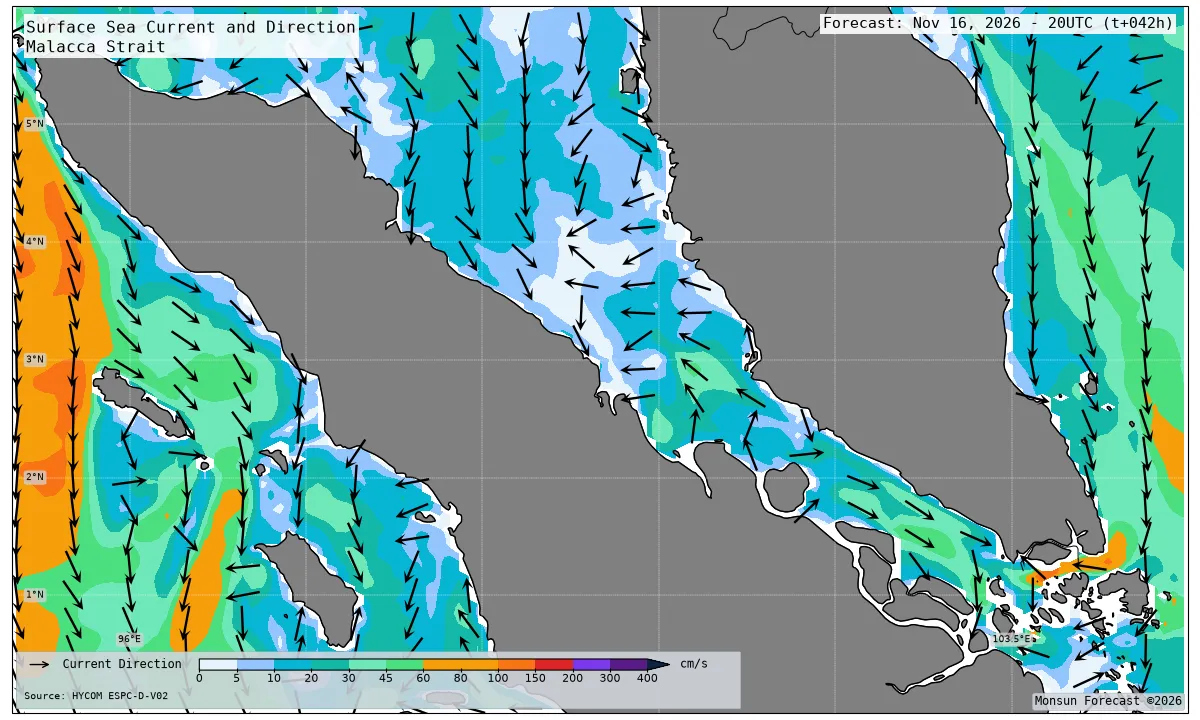 Surface Sea Current and Direction
Malacca Strait
Forecast: Nov 16, 2026 - 20UTC (t+042h)
5°N
4°N
3°N
2°N
1°N
96°E
103.5°E
Current Direction
0 5 10 20 30 45 60 80 100 150 200 300 400
cm/s
Source: HYCOM ESPC-D-V02
Monsun Forecast ©2026